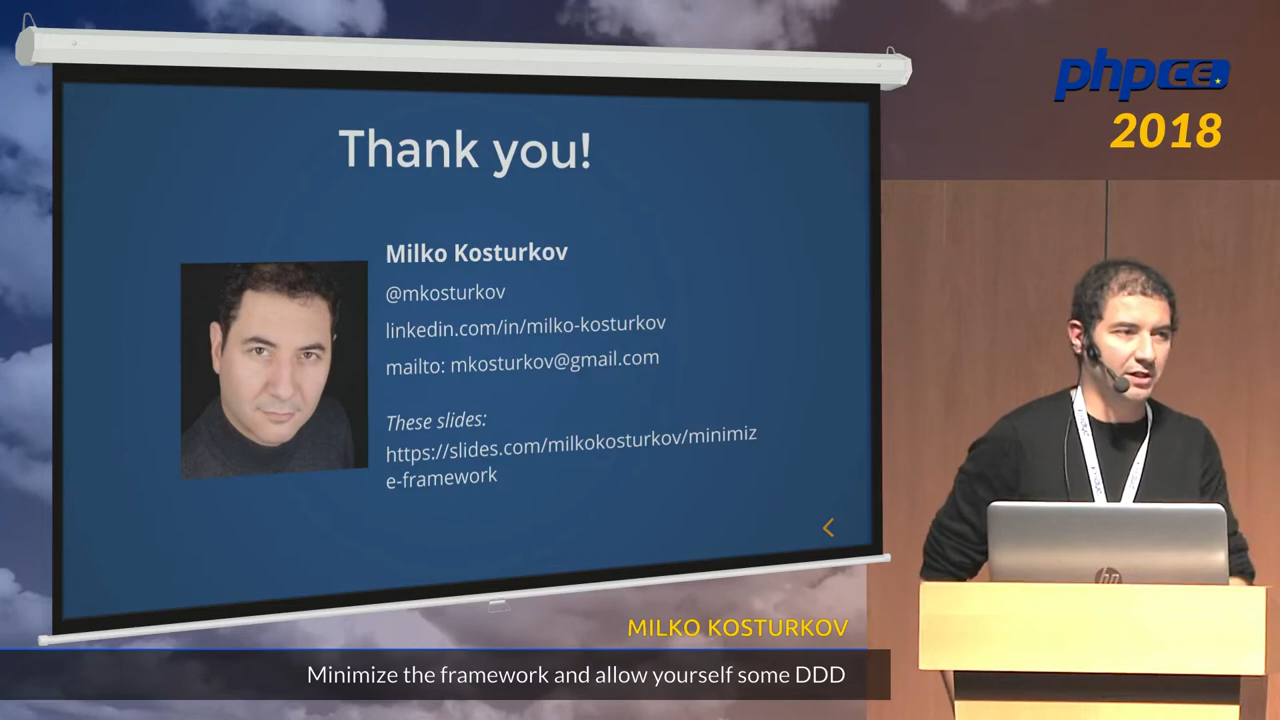 phpCE
2018
Thank you!
Milko Kosturkov
@mkosturkov
linkedin.com/in/milko-kosturkov
mailto: mkosturkov@gmail.com
These slides:
https://slides.com/milkokosturkov/minimiz
e-framework
hp
MILKO KOSTURKOV
Minimize the framework and allow yourself some DDD